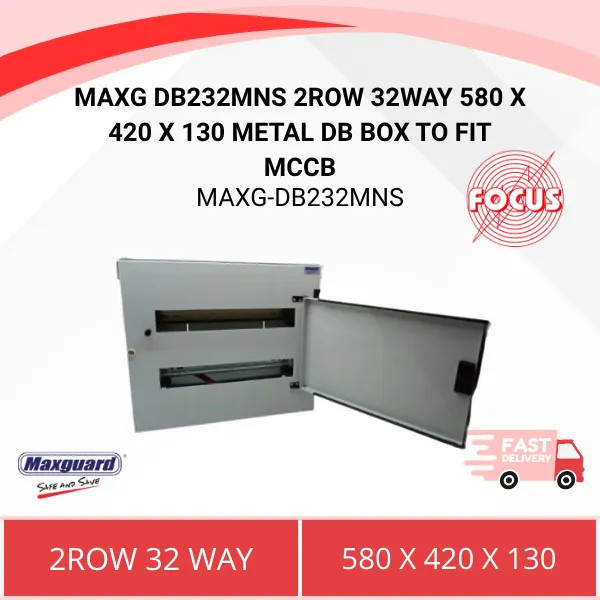 MAXG DB232MNS 2ROW 32WAY 580 X
420 X 130 METAL DB BOX TO FIT
MCCB
MAXG-DB232MNS
FOCUS
Maxguard
Maxguard
SAFE AND SAVE
FAST
DELIVERY
2ROW 32 WAY
580 X 420 X 130